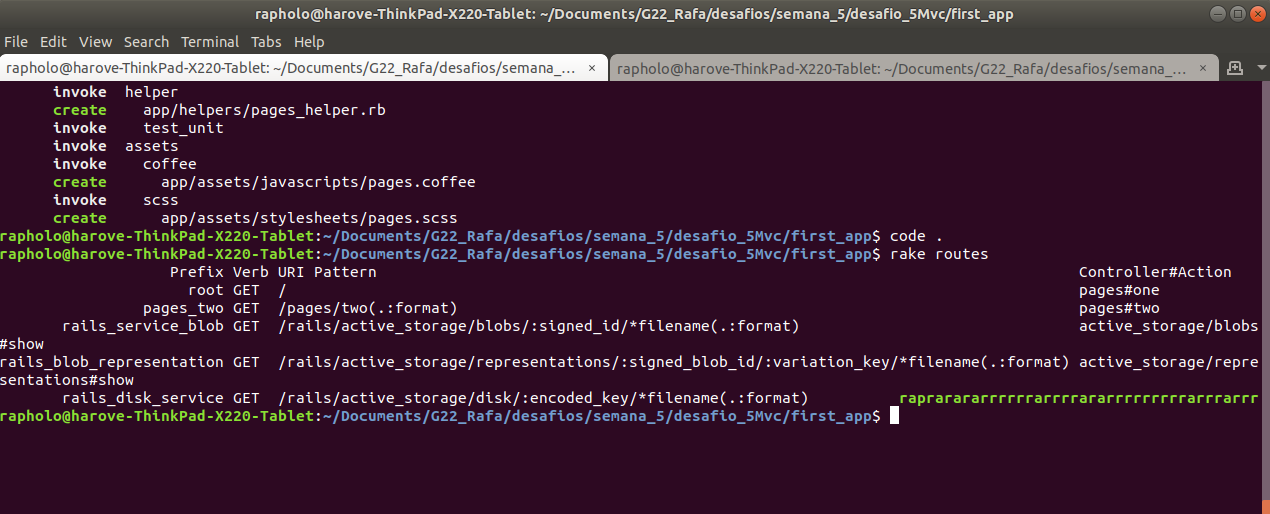 rapholo@harove-ThinkPad-X220-Tablet: ~/Documents/G22_Rafa/desafios/semana_5/desafio_5Mvc/first_app
File Edit View Search Terminal Tabs Help
rapholo@harove-ThinkPad-X220-Tablet: ~/Documents/G22_Rafa/desafios/semana_... × rapholo@harove-ThinkPad-X220-Tablet: ~/Documents/G22_Rafa/desafios/semana_... ×
invoke helper
create app/helpers/pages_helper.rb
invoke test_unit
invoke assets
invoke coffee
create app/assets/javascripts/pages.coffee
invoke scss
create app/assets/stylesheets/pages.scss
rapholo@harove-ThinkPad-X220-Tablet:~/Documents/G22_Rafa/desafios/semana_5/desafio_5Mvc/first_app$ code .
rapholo@harove-ThinkPad-X220-Tablet:~/Documents/G22_Rafa/desafios/semana_5/desafio_5Mvc/first_app$ rake routes
Prefix Verb URI Pattern Controller#Action
root GET / pages#one
pages_two GET /pages/two(.:format) pages#two
rails_service_blob GET /rails/active_storage/blobs/:signed_id/*filename(.:format) active_storage/blobs
#show
rails_blob_representation GET /rails/active_storage/representations/:signed_blob_id/:variation_key/*filename(.:format) active_storage/repre
sentations#show
rails_disk_service GET /rails/active_storage/disk/:encoded_key/*filename(.:format)
rapholo@harove-ThinkPad-X220-Tablet:~/Documents/G22_Rafa/desafios/semana_5/desafio_5Mvc/first_app$